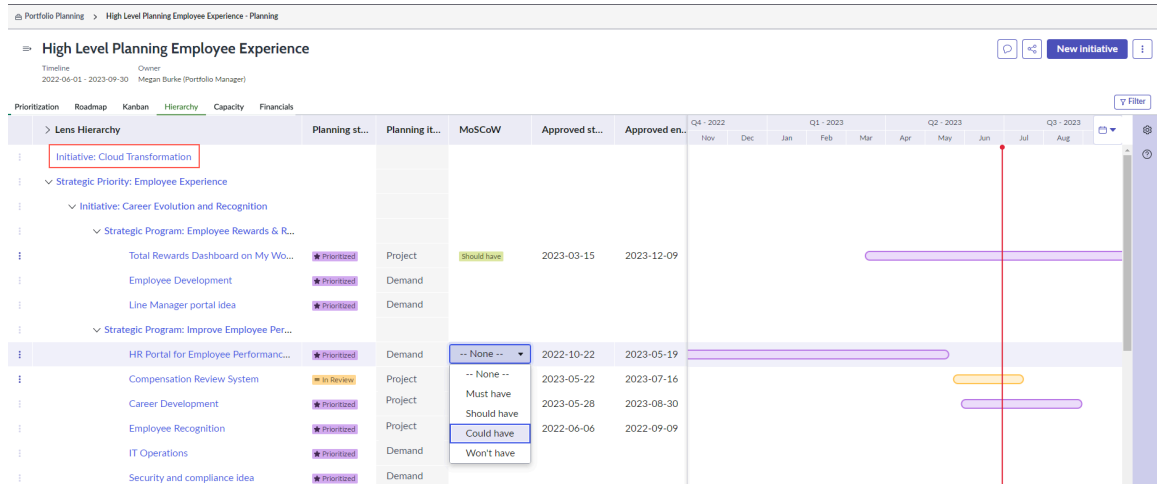 Portfolio Planning > High Level Planning Employee Experience - Planning
High Level Planning Employee Experience
New initiative
Timeline Owner
2022-06-01 - 2023-09-30 Megan Burke (Portfolio Manager)
Prioritization Roadmap Kanban Hierarchy Capacity Financials
Filter
Lens Hierarchy Planning st... Planning it... MoSCoW Approved st... Approved en...
Q4 - 2022 Q1 - 2023 Q2 - 2023 Q3 - 2023
Nov Dec Jan Feb Mar Apr May Jun Jul Aug
Initiative: Cloud Transformation
Strategic Priority: Employee Experience
Initiative: Career Evolution and Recognition
Strategic Program: Employee Rewards & R...
Total Rewards Dashboard on My Wo... Prioritized Project Should have 2023-03-15 2023-12-09
Employee Development Prioritized Demand
Line Manager portal idea Prioritized Demand
Strategic Program: Improve Employee Per...
HR Portal for Employee Performanc... Prioritized Demand -- None -- 2022-10-22 2023-05-19
-- None --
Compensation Review System In Review Project 2023-05-22 2023-07-16
Must have
Career Development Prioritized Project 2023-05-28 2023-08-30
Should have
Employee Recognition Prioritized Project Could have 2022-06-06 2022-09-09
IT Operations Prioritized Demand Won't have
Security and compliance idea Prioritized Demand